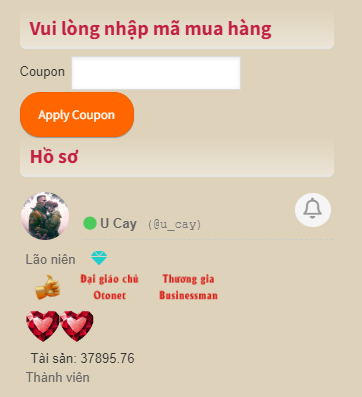 Vui lòng nhập mã mua hàng
Coupon
Apply Coupon
Hồ sơ
U Cay (@u_cay)
Lão niên
Đại giáo chủ Thương gia
Otonet Businessman
Tài sản: 37895.76
Thành viên